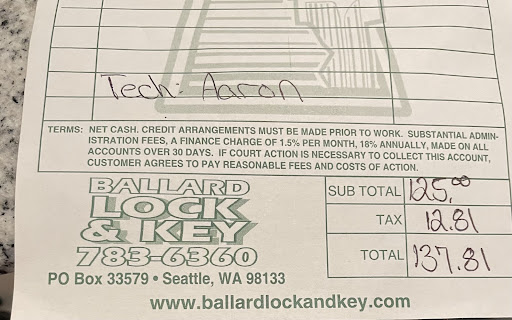 Tech: Aaron
TERMS: NET CASH. CREDIT ARRANGEMENTS MUST BE MADE PRIOR TO WORK. SUBSTANTIAL ADMIN-
ISTRATION FEES, A FINANCE CHARGE OF 1.5% PER MONTH, 18% ANNUALLY, MADE ON ALL
ACCOUNTS OVER 30 DAYS. IF COURT ACTION IS NECESSARY TO COLLECT THIS ACCOUNT,
CUSTOMER AGREES TO PAY REASONABLE FEES AND COSTS OF ACTION.
BALLARD
LOCK
& KEY
783-6360
PO Box 33579 • Seattle, WA 98133
SUB TOTAL 125.00
TAX 12.81
TOTAL 137.81
www.ballardlockandkey.com